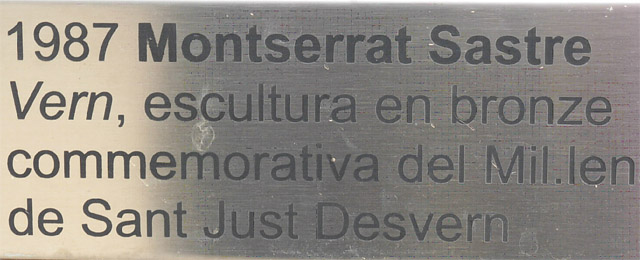 1987 Montserrat Sastre
Vern, escultura en bronze
commemorativa del Mil.len
de Sant Just Desvern